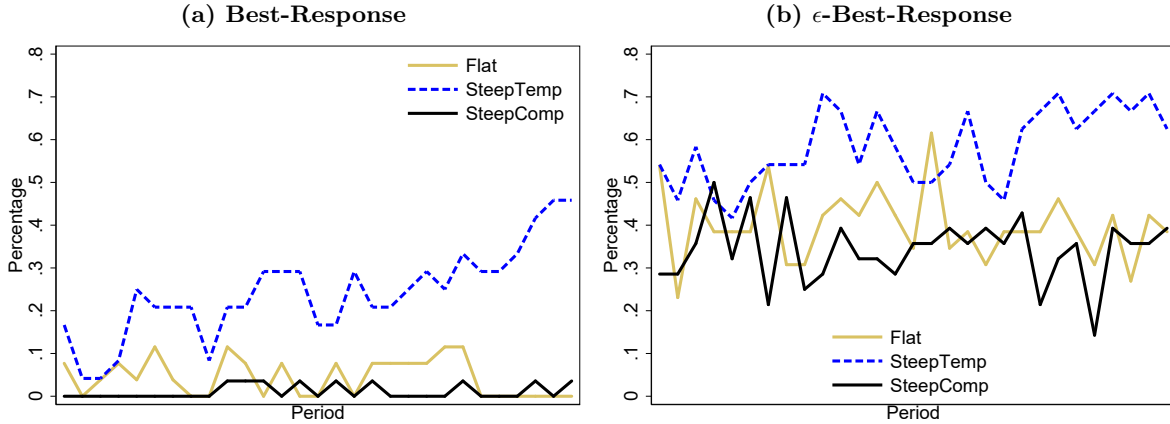 (a) Best-Response
Percentage
0 .1 .2 .3 .4 .5 .6 .7 .8
Flat
SteepTemp
SteepComp
Period
(b) ϵ-Best-Response
Percentage
0 .1 .2 .3 .4 .5 .6 .7 .8
Flat
SteepTemp
SteepComp
Period